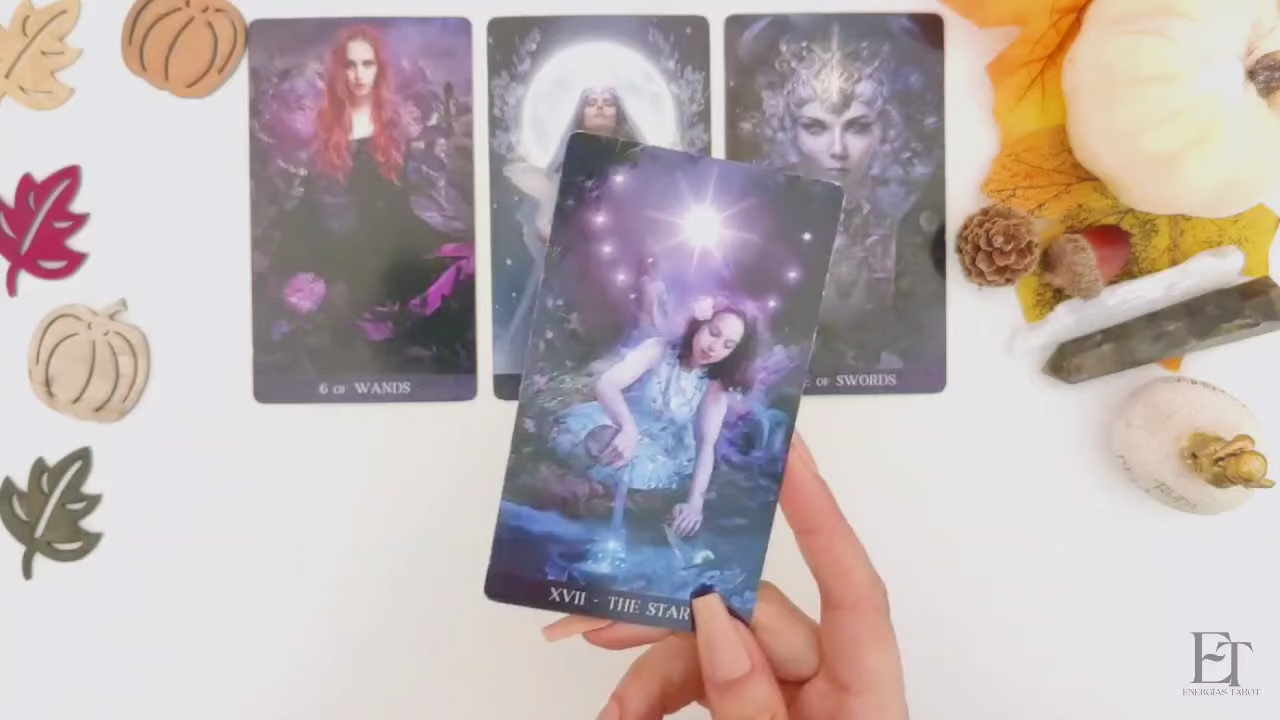 6 OF WANDS
OF SWORDS
XVII - THE STAR
ET
ENERGIAS TAROT